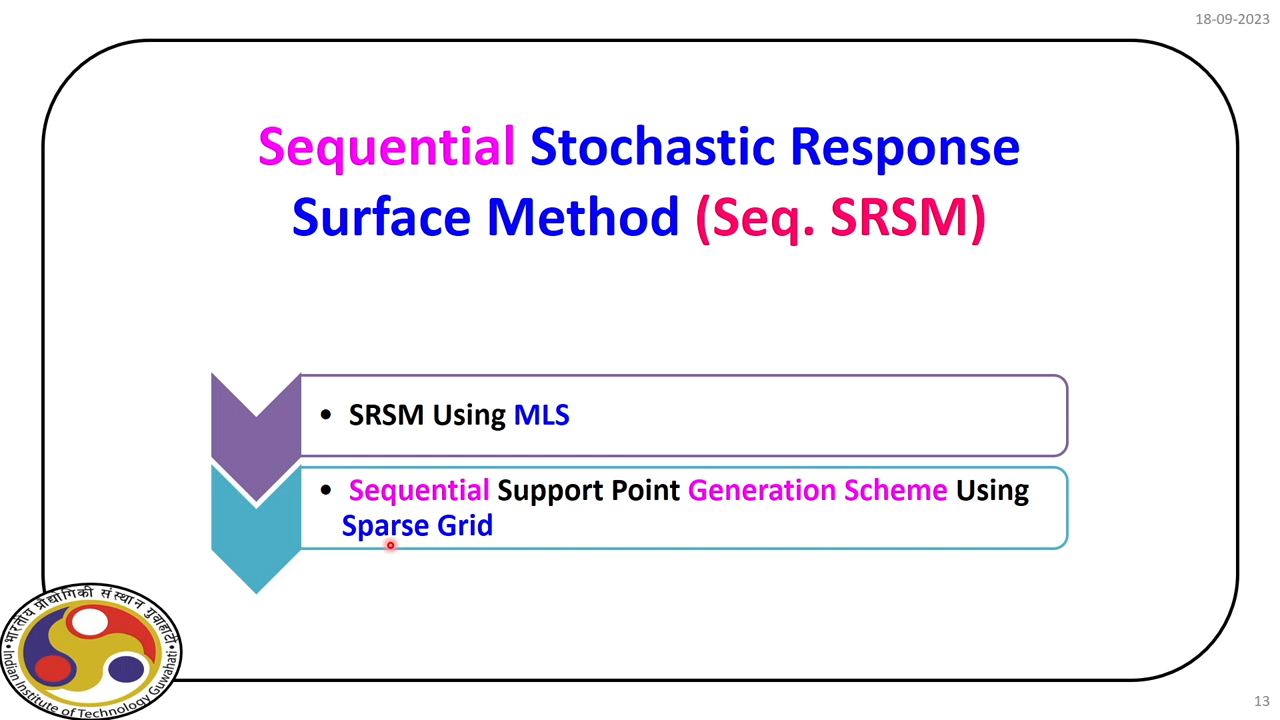 18-09-2023
Sequential Stochastic Response
Surface Method (Seq. SRSM)
• SRSM Using MLS
• Sequential Support Point Generation Scheme Using
Sparse Grid
भारतीय प्रौद्योगिकी संस्थान गुवाहाटी
Indian Institute of Technology Guwahati
13